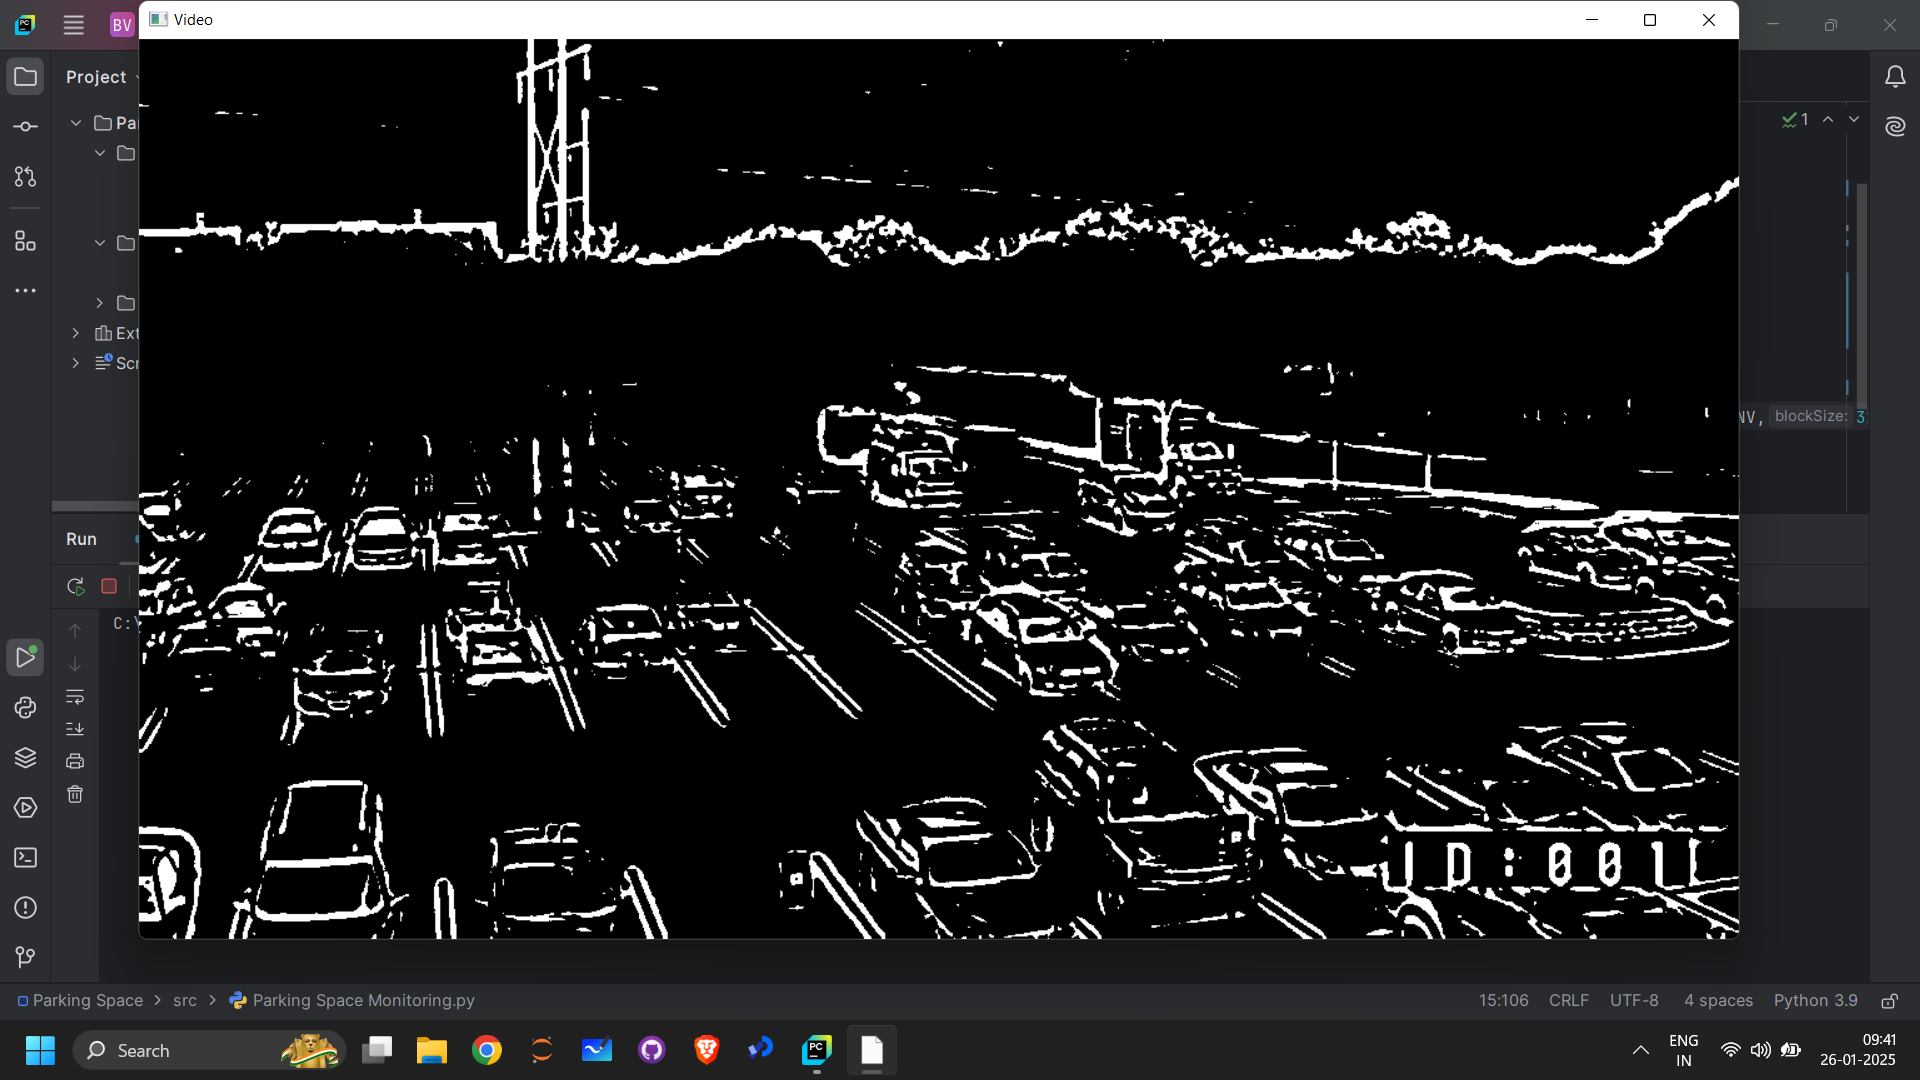 Video
BV
Project
Pa
Ext
Scr
1
NV, blockSize: 3
Run
C:\
ID:001
Parking Space > src > Parking Space Monitoring.py
15:106 CRLF UTF-8 4 spaces Python 3.9
Search
ENG
IN
09:41
26-01-2025